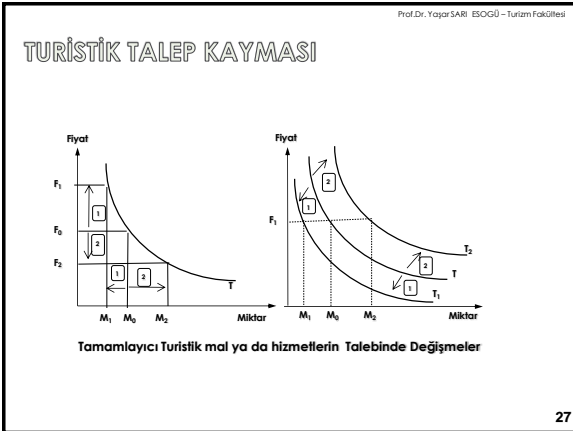 Prof.Dr. Yaşar SARI ESOGÜ – Turizm Fakültesi
TURİSTİK TALEP KAYMASI
Fiyat
F₁
F₀
F₂
1
2
1
2
T
M₁ M₀ M₂ Miktar
Fiyat
F₁
2
1
T₂
2
T
1
T₁
M₁ M₀ M₂ Miktar
Tamamlayıcı Turistik mal ya da hizmetlerin Talebinde Değişmeler
27